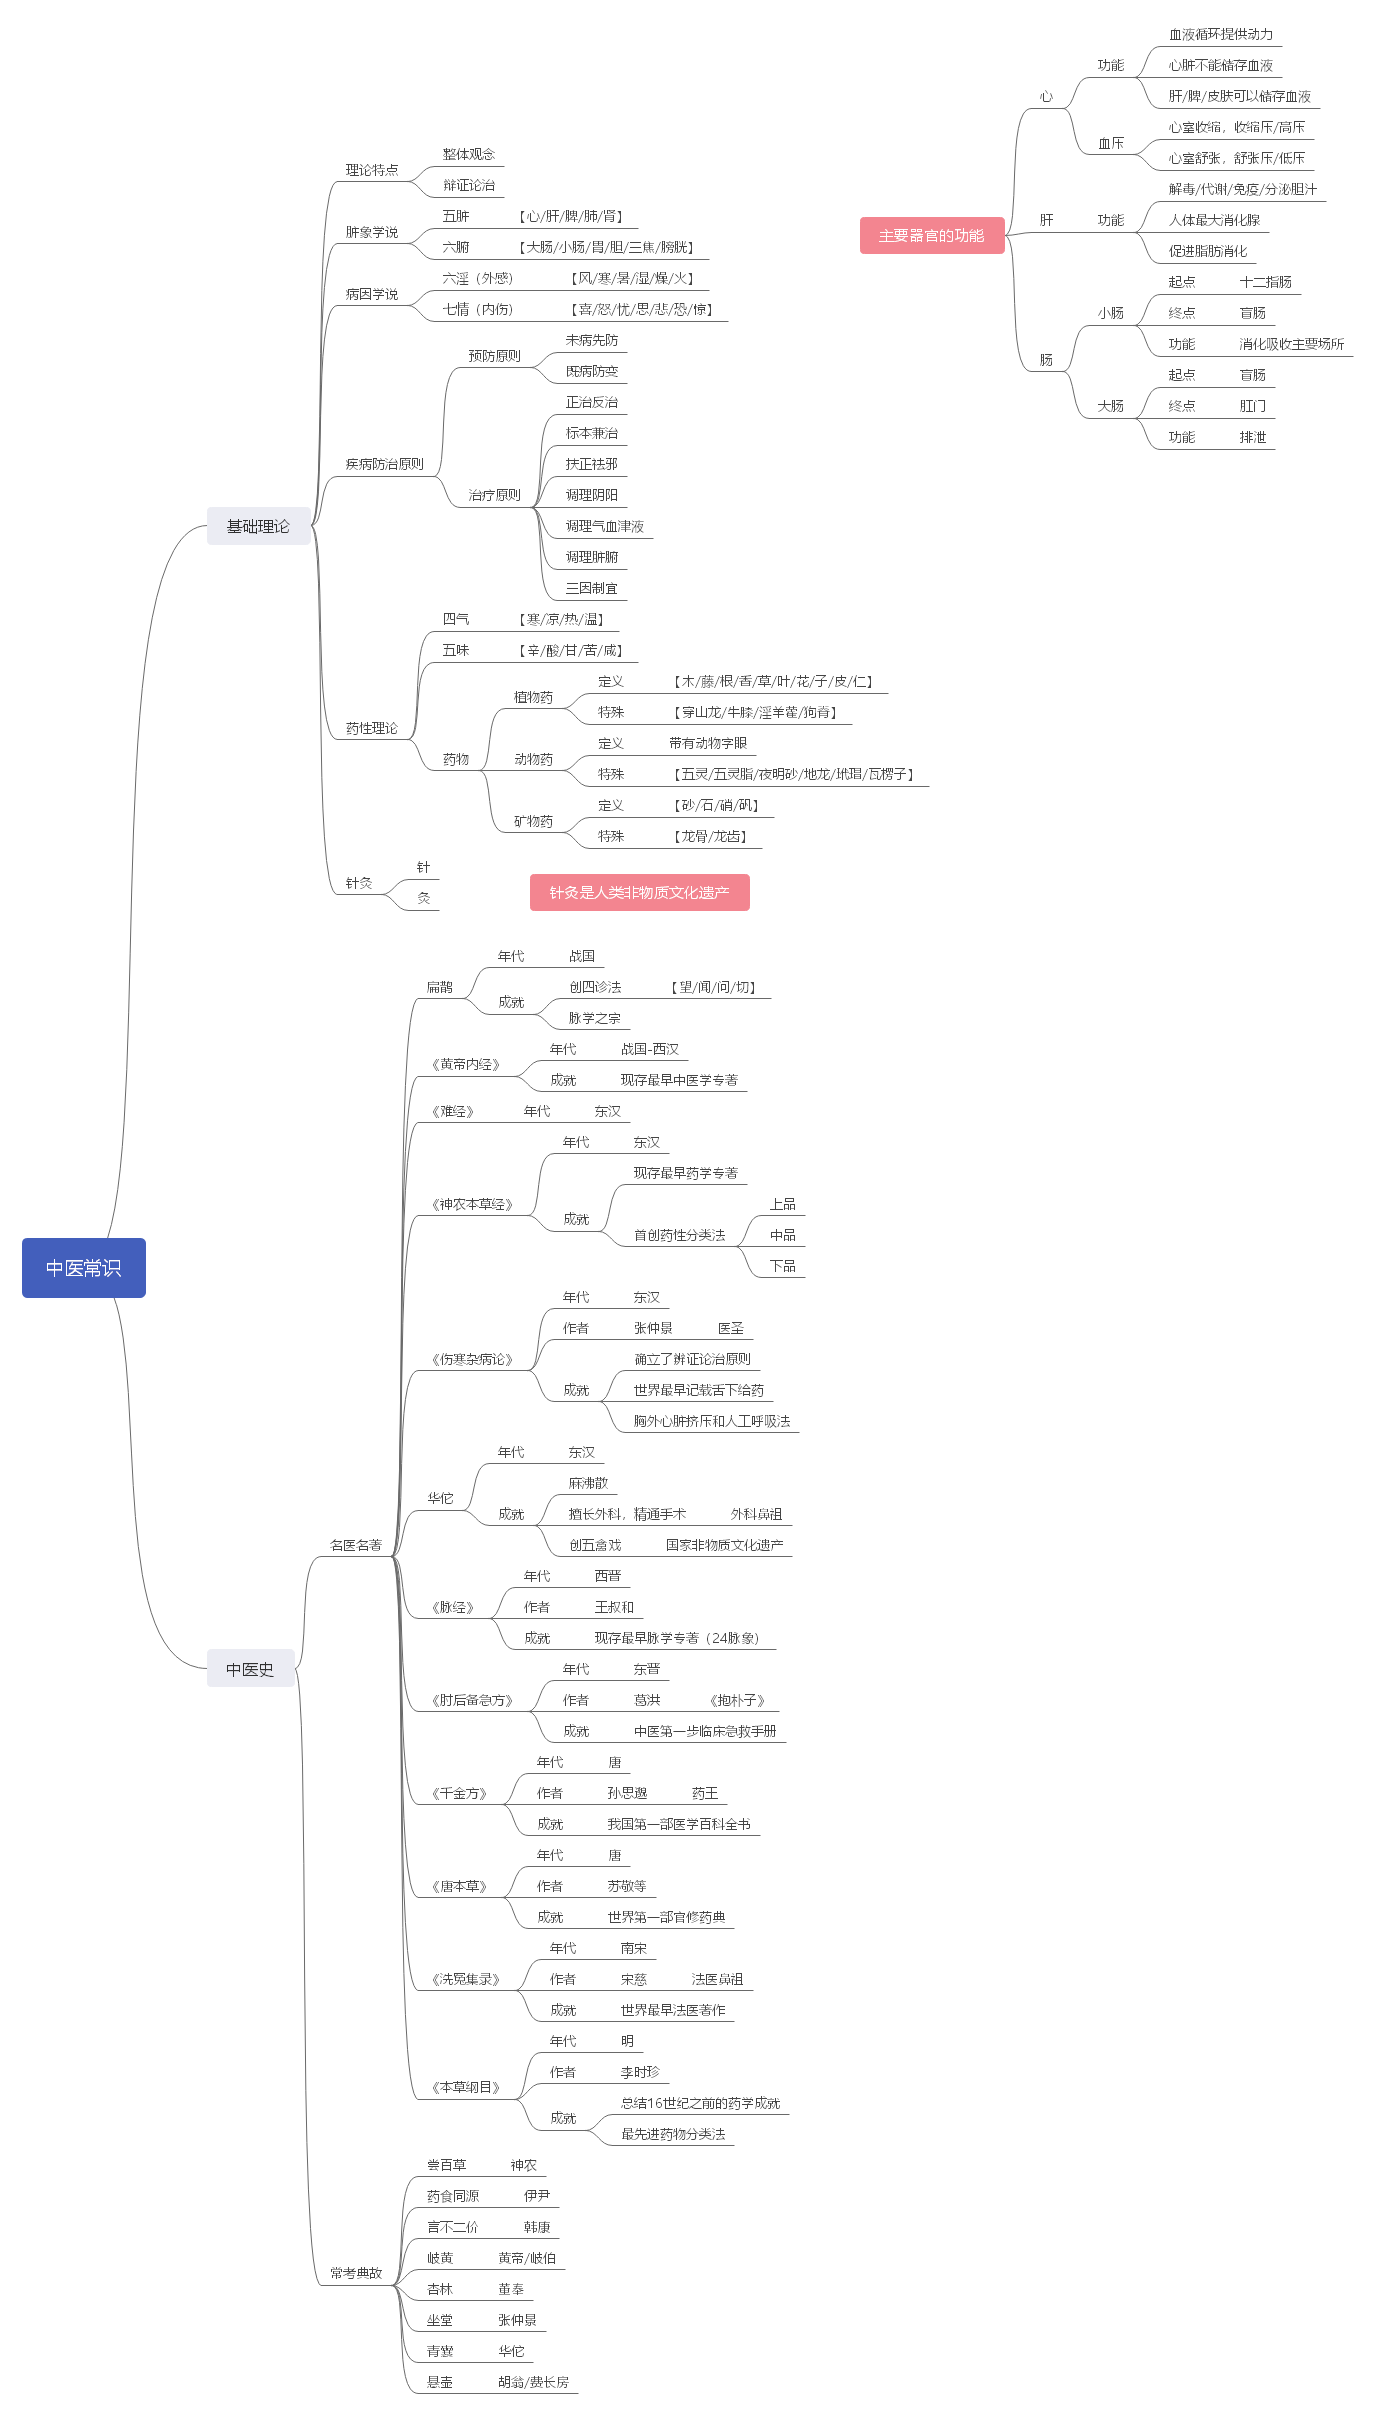 中医常识
基础理论
理论特点
整体观念
辩证论治
脏象学说
五脏 【心/肝/脾/肺/肾】
六腑 【大肠/小肠/胃/胆/三焦/膀胱】
病因学说
六淫（外感） 【风/寒/暑/湿/燥/火】
七情（内伤） 【喜/怒/忧/思/悲/恐/惊】
疾病防治原则
预防原则
未病先防
既病防变
治疗原则
正治反治
标本兼治
扶正祛邪
调理阴阳
调理气血津液
调理脏腑
三因制宜
药性理论
四气 【寒/凉/热/温】
五味 【辛/酸/甘/苦/咸】
药物
植物药
定义 【木/藤/根/香/草/叶/花/子/皮/仁】
特殊 【穿山龙/牛膝/淫羊藿/狗脊】
动物药
定义 带有动物字眼
特殊 【五灵/五灵脂/夜明砂/地龙/玳瑁/瓦楞子】
矿物药
定义 【砂/石/硝/矾】
特殊 【龙骨/龙齿】
针灸
针
灸
针灸是人类非物质文化遗产
中医史
名医名著
扁鹊
年代 战国
成就
创四诊法 【望/闻/问/切】
脉学之宗
《黄帝内经》
年代 战国-西汉
成就 现存最早中医学专著
《难经》 年代 东汉
《神农本草经》
年代 东汉
成就
现存最早药学专著
首创药性分类法
上品
中品
下品
《伤寒杂病论》
年代 东汉
作者 张仲景 医圣
成就
确立了辨证论治原则
世界最早记载舌下给药
胸外心脏挤压和人工呼吸法
华佗
年代 东汉
成就
麻沸散
擅长外科，精通手术 外科鼻祖
创五禽戏 国家非物质文化遗产
《脉经》
年代 西晋
作者 王叔和
成就 现存最早脉学专著（24脉象）
《肘后备急方》
年代 东晋
作者 葛洪 《抱朴子》
成就 中医第一步临床急救手册
《千金方》
年代 唐
作者 孙思邈 药王
成就 我国第一部医学百科全书
《唐本草》
年代 唐
作者 苏敬等
成就 世界第一部官修药典
《洗冤集录》
年代 南宋
作者 宋慈 法医鼻祖
成就 世界最早法医著作
《本草纲目》
年代 明
作者 李时珍
成就
总结16世纪之前的药学成就
最先进药物分类法
常考典故
尝百草 神农
药食同源 伊尹
言不二价 韩康
岐黄 黄帝/岐伯
杏林 董奉
坐堂 张仲景
青囊 华佗
悬壶 胡翁/费长房
主要器官的功能
心
功能
血液循环提供动力
心脏不能储存血液
肝/脾/皮肤可以储存血液
血压
心室收缩，收缩压/高压
心室舒张，舒张压/低压
肝 功能
解毒/代谢/免疫/分泌胆汁
人体最大消化腺
促进脂肪消化
肠
小肠
起点 十二指肠
终点 盲肠
功能 消化吸收主要场所
大肠
起点 盲肠
终点 肛门
功能 排泄